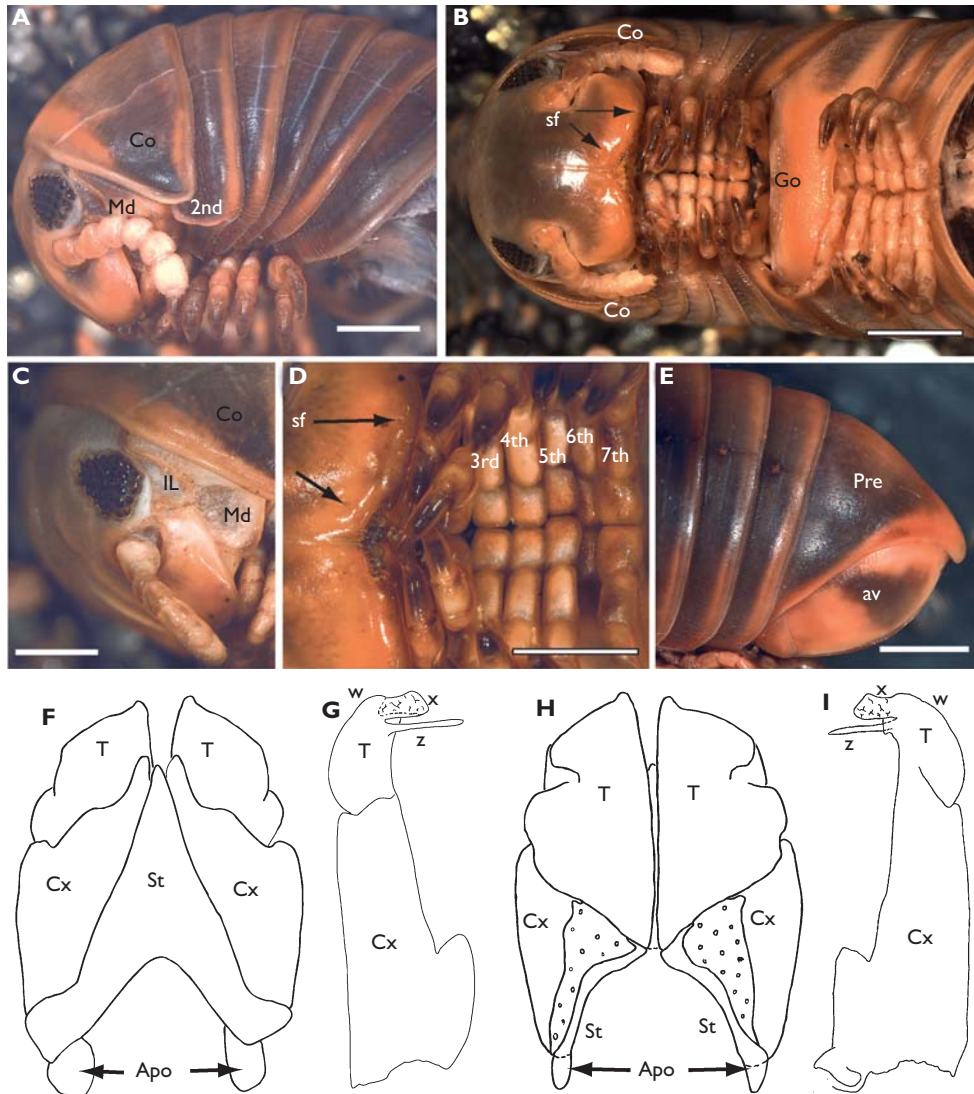 A
Co
Md
2nd
B
Co
sf
Go
Co
C
Co
IL
Md
D
sf
3rd
4th
5th
6th
7th
E
Pre
av
F
T T
Cx St Cx
Apo
G
w
x
T
z
Cx
H
T T
Cx Cx
St St
Apo
I
x
w
z
T
Cx